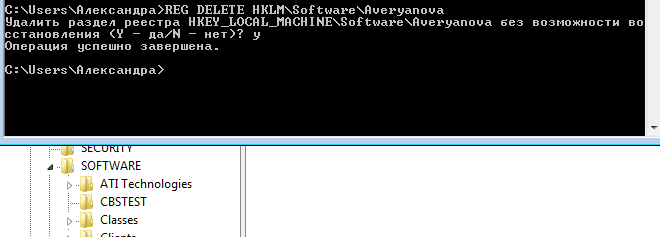 C:\Users\Александра>REG DELETE HKLM\Software\Averyanova
Удалить раздел реестра HKEY_LOCAL_MACHINE\Software\Averyanova без возможности во
сстановления (Y - да/N - нет)? y
Операция успешно завершена.
C:\Users\Александра>
SECURITY
SOFTWARE
ATI Technologies
CBSTEST
Classes
Clients